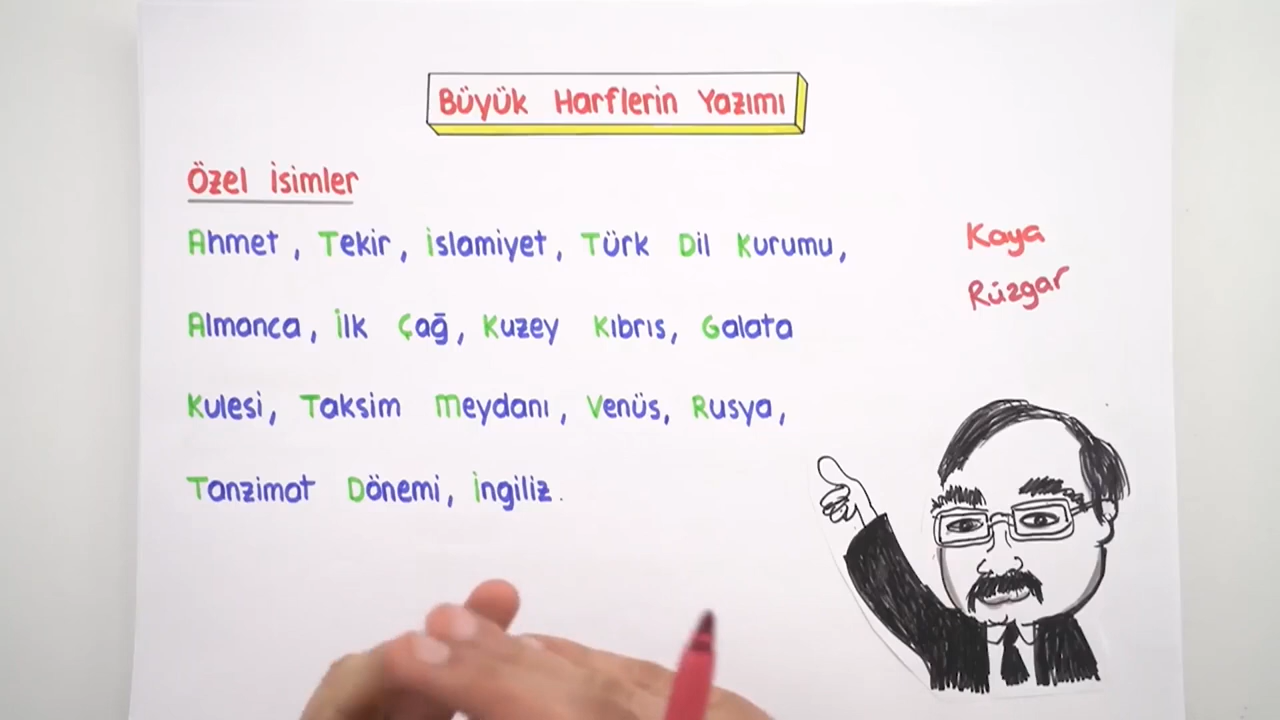 Büyük Harflerin Yazımı
Özel İsimler
Ahmet, Tekir, İslamiyet, Türk Dil Kurumu,
Almanca, İlk Çağ, Kuzey Kıbrıs, Galata
Kulesi, Taksim Meydanı, Venüs, Rusya,
Tanzimat Dönemi, İngiliz.
Kaya
Rüzgar